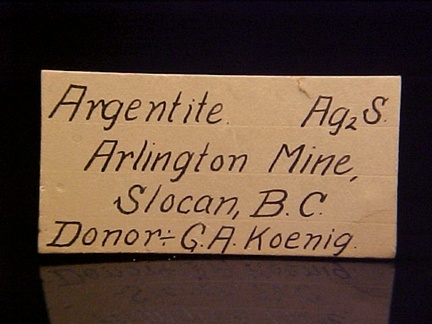 Argentite. Ag₂S.
Arlington Mine,
Slocan, B.C.
Donor:- G.A. Koenig.